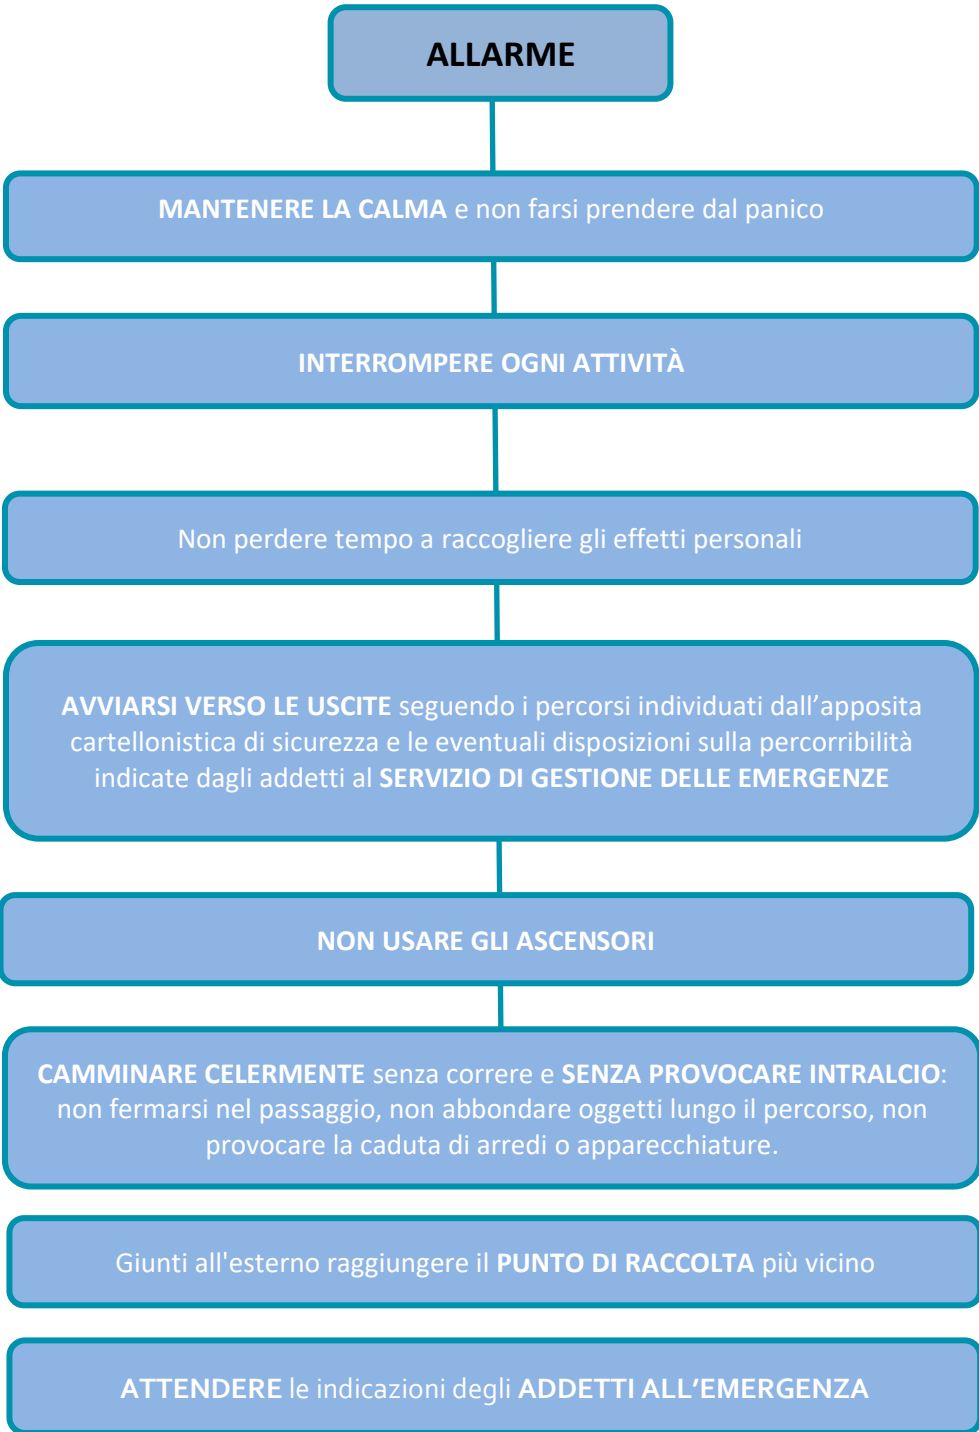 ALLARME
MANTENERE LA CALMA e non farsi prendere dal panico
INTERROMPERE OGNI ATTIVITÀ
Non perdere tempo a raccogliere gli effetti personali
AVVIARSI VERSO LE USCITE seguendo i percorsi individuati dall’apposita
cartellonistica di sicurezza e le eventuali disposizioni sulla percorribilità
indicate dagli addetti al SERVIZIO DI GESTIONE DELLE EMERGENZE
NON USARE GLI ASCENSORI
CAMMINARE CELERMENTE senza correre e SENZA PROVOCARE INTRALCIO:
non fermarsi nel passaggio, non abbondare oggetti lungo il percorso, non
provocare la caduta di arredi o apparecchiature.
Giunti all'esterno raggiungere il PUNTO DI RACCOLTA più vicino
ATTENDERE le indicazioni degli ADDETTI ALL’EMERGENZA